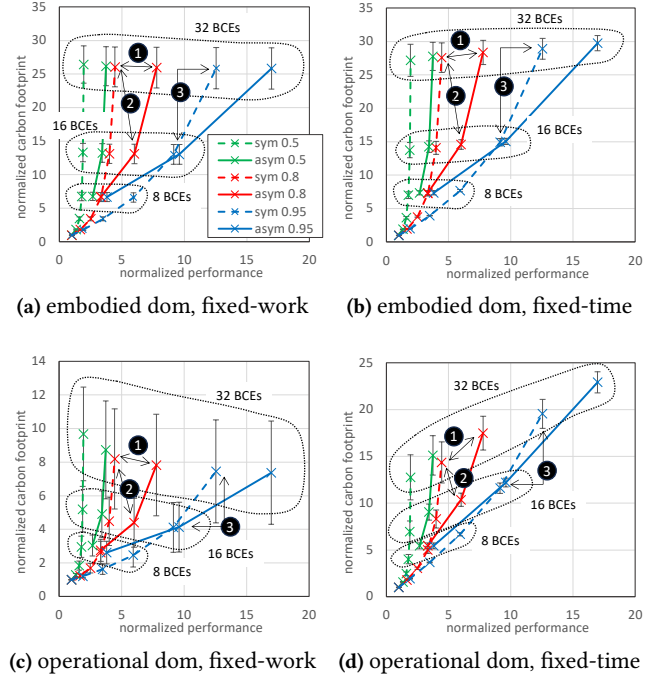 35
30
25
20
15
10
5
0
normalized carbon footprint
32 BCEs
1
2
3
16 BCEs
8 BCEs
sym 0.5
asym 0.5
sym 0.8
asym 0.8
sym 0.95
asym 0.95
0 5 10 15 20
normalized performance
(a) embodied dom, fixed-work
35
30
25
20
15
10
5
0
normalized carbon footprint
32 BCEs
1
2
3
16 BCEs
8 BCEs
0 5 10 15 20
normalized performance
(b) embodied dom, fixed-time
14
12
10
8
6
4
2
0
normalized carbon footprint
32 BCEs
1
2
3
16 BCEs
8 BCEs
0 5 10 15 20
normalized performance
(c) operational dom, fixed-work
25
20
15
10
5
0
normalized carbon footprint
32 BCEs
1
2
3
16 BCEs
8 BCEs
0 5 10 15 20
normalized performance
(d) operational dom, fixed-time